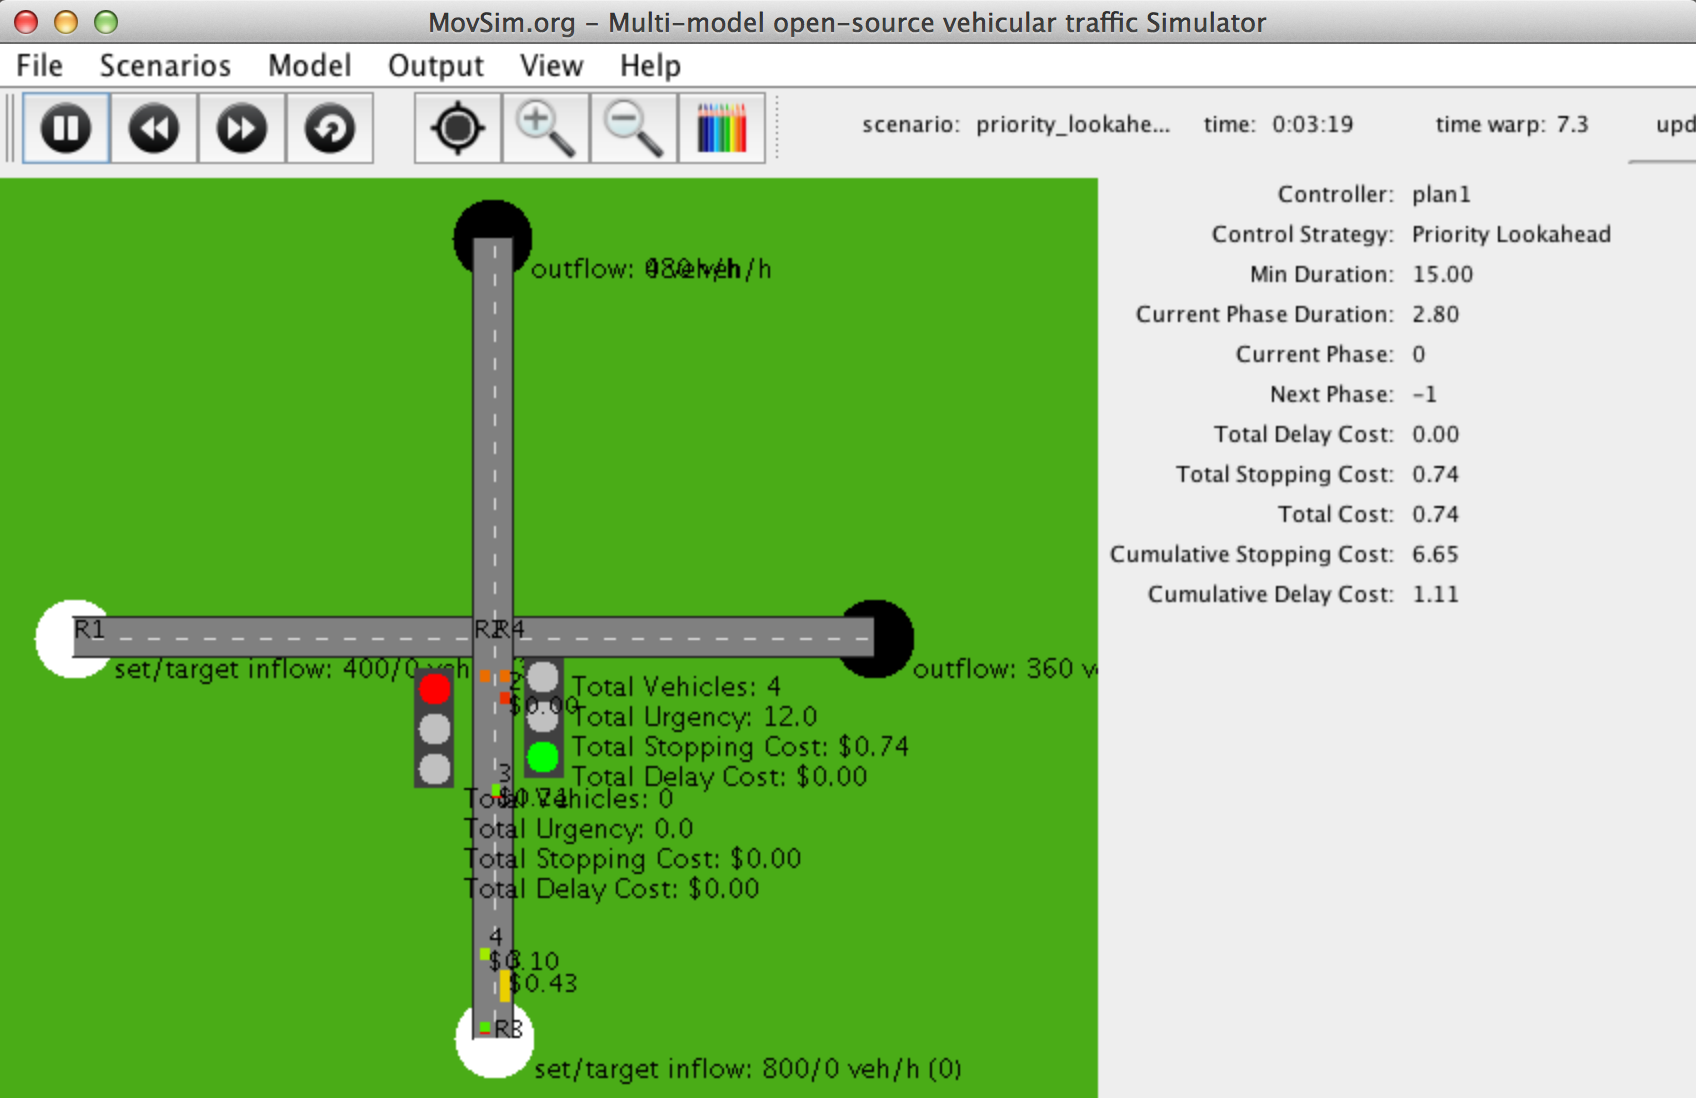 MovSim.org – Multi-model open-source vehicular traffic Simulator
File Scenarios Model Output View Help
scenario: priority_lookahe... time: 0:03:19 time warp: 7.3 upd
Controller: plan1
Control Strategy: Priority Lookahead
Min Duration: 15.00
Current Phase Duration: 2.80
Current Phase: 0
Next Phase: -1
Total Delay Cost: 0.00
Total Stopping Cost: 0.74
Total Cost: 0.74
Cumulative Stopping Cost: 6.65
Cumulative Delay Cost: 1.11
outflow:
R1
R4
set/target inflow: 400/0 veh
outflow: 360 v
2
$0.00
Total Vehicles: 4
Total Urgency: 12.0
Total Stopping Cost: $0.74
Total Delay Cost: $0.00
3
Total Vehicles: 0
Total Urgency: 0.0
Total Stopping Cost: $0.00
Total Delay Cost: $0.00
4
$0.10
$0.43
set/target inflow: 800/0 veh/h (0)